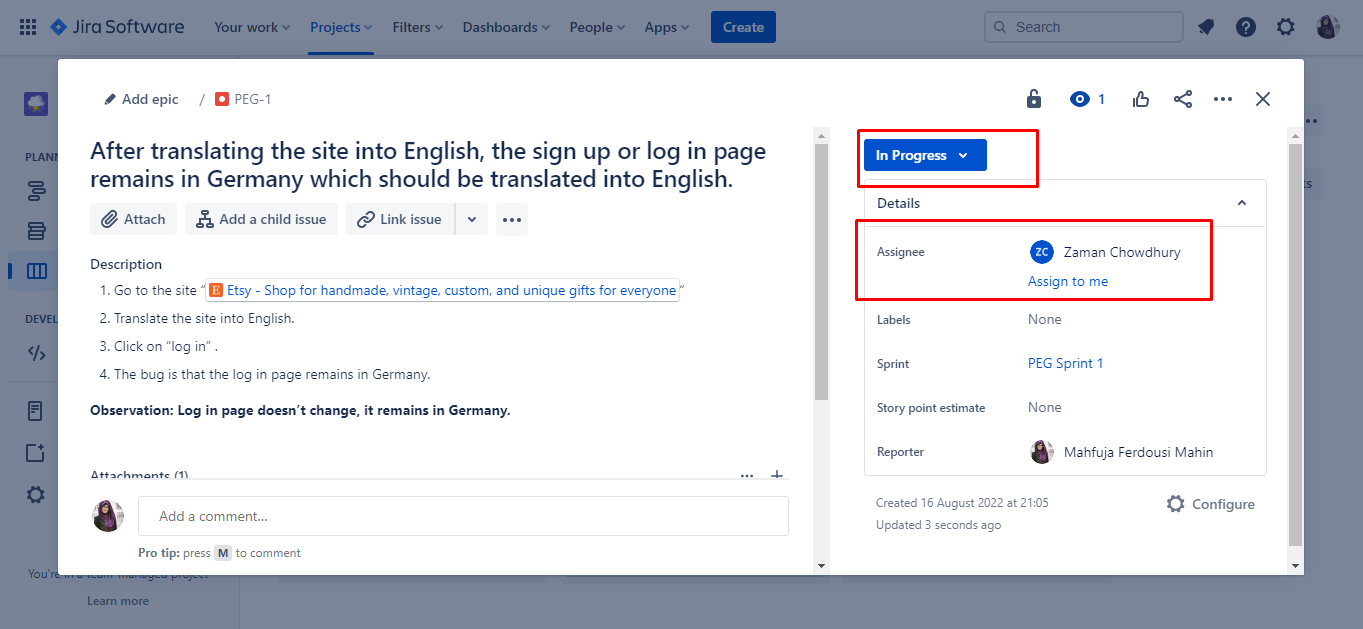 Jira Software Your work Projects Filters Dashboards People Apps Create Search
Add epic / PEG-1 1
After translating the site into English, the sign up or log in page
remains in Germany which should be translated into English.
Attach Add a child issue Link issue
Description
1. Go to the site “ Etsy - Shop for handmade, vintage, custom, and unique gifts for everyone “
2. Translate the site into English.
3. Click on “log in” .
4. The bug is that the log in page remains in Germany.
Observation: Log in page doesn’t change, it remains in Germany.
Attachments (1)
Add a comment…
Pro tip: press M to comment
In Progress
Details
Assignee ZC Zaman Chowdhury
Assign to me
Labels None
Sprint PEG Sprint 1
Story point estimate None
Reporter Mahfuja Ferdousi Mahin
Created 16 August 2022 at 21:05
Updated 3 seconds ago
Configure
PLANN
DEVEL
You're in a team-managed project
Learn more